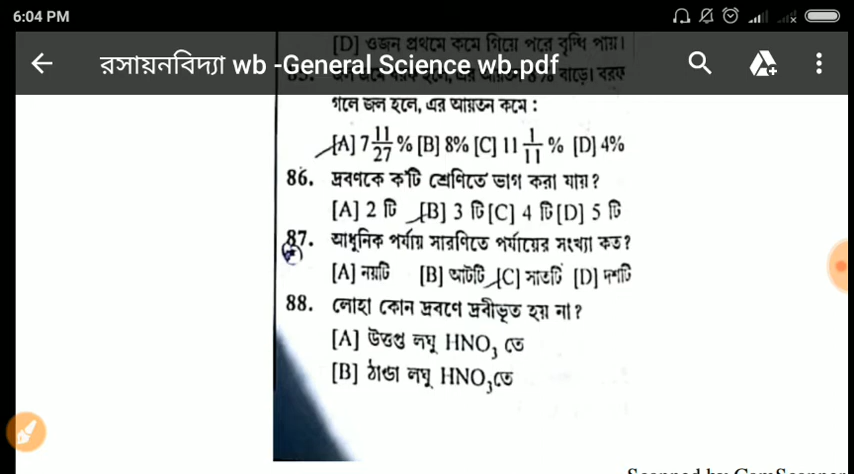 6:04 PM
[D] ওজন প্রথমে কমে গিয়ে পরে বৃদ্ধি পায়।
রসায়নবিদ্যা wb -General Science wb.pdf
গলে জল হলে, এর আয়তন কমে :
[A] 7 11/27 % [B] 8% [C] 11 1/11 % [D] 4%
86. দ্রবণকে কটি শ্রেণিতে ভাগ করা যায়?
[A] 2 টি [B] 3 টি [C] 4 টি [D] 5 টি
87. আধুনিক পর্যায় সারণিতে পর্যায়ের সংখ্যা কত?
[A] নয়টি [B] আটটি [C] সাতটি [D] দশটি
88. লোহা কোন দ্রবণে দ্রবীভূত হয় না?
[A] উত্তপ্ত লঘু HNO₃ তে
[B] ঠাণ্ডা লঘু HNO₃তে